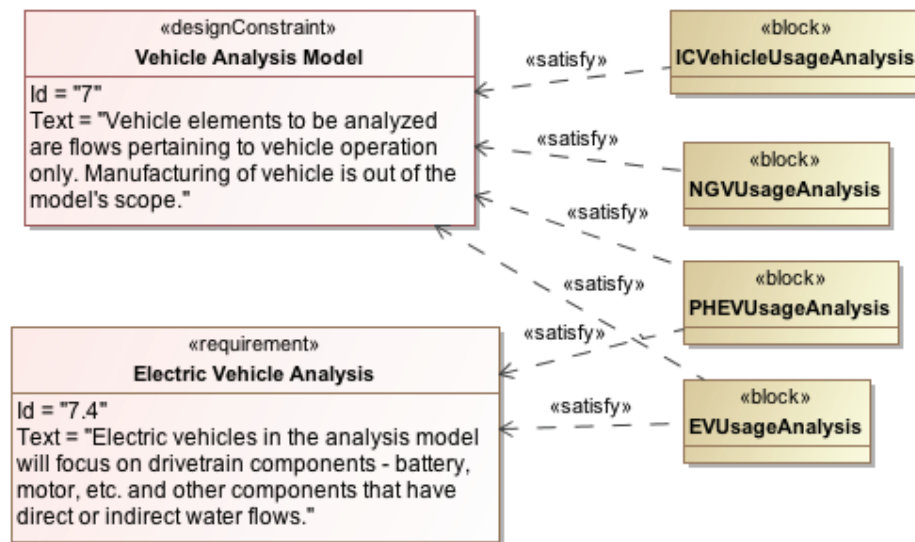 «designConstraint»
Vehicle Analysis Model
Id = "7"
Text = "Vehicle elements to be analyzed
are flows pertaining to vehicle operation
only. Manufacturing of vehicle is out of the
model's scope."
«satisfy»
«block»
ICVehicleUsageAnalysis
«satisfy»
«block»
NGVUsageAnalysis
«satisfy»
«block»
PHEVUsageAnalysis
«satisfy»
«satisfy»
«requirement»
Electric Vehicle Analysis
Id = "7.4"
Text = "Electric vehicles in the analysis model
will focus on drivetrain components - battery,
motor, etc. and other components that have
direct or indirect water flows."
«satisfy»
«block»
EVUsageAnalysis